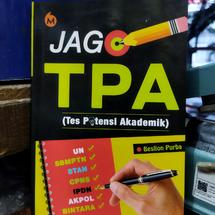 M
JAGO
TPA
(Tes Potensi Akademik)
UN
SBMPTN
STAN
CPNS
IPDN
AKPOL
BINTARA
Beslion Purba